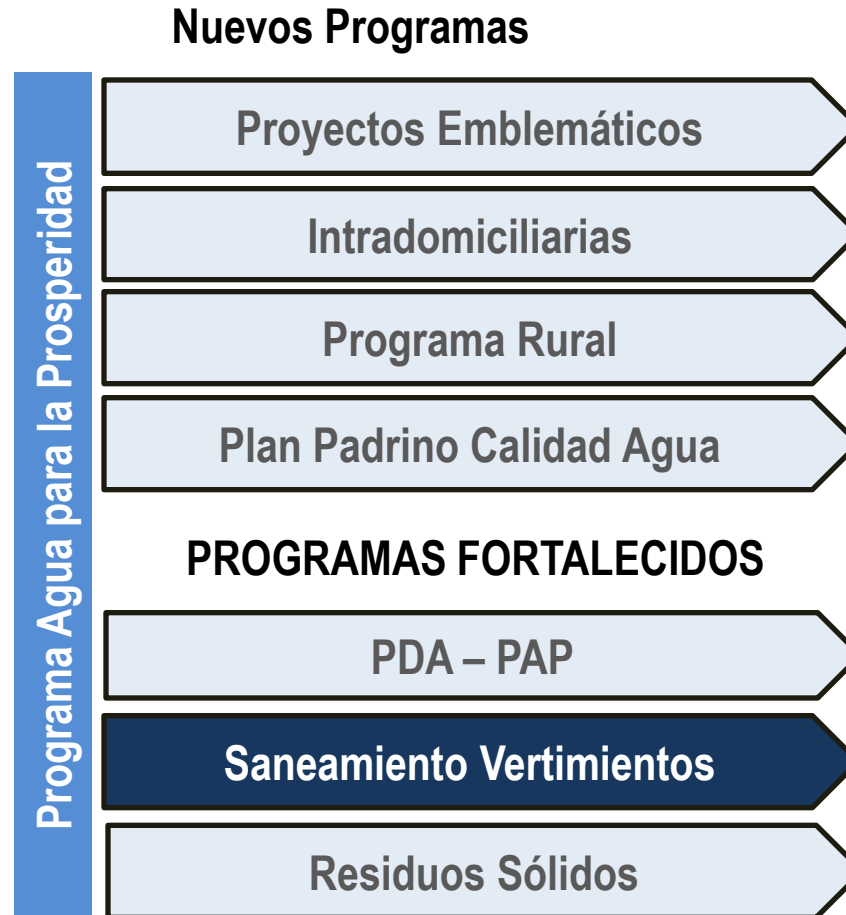 Nuevos Programas
Programa Agua para la Prosperidad
Proyectos Emblemáticos
Intradomiciliarias
Programa Rural
Plan Padrino Calidad Agua
PROGRAMAS FORTALECIDOS
PDA – PAP
Saneamiento Vertimientos
Residuos Sólidos